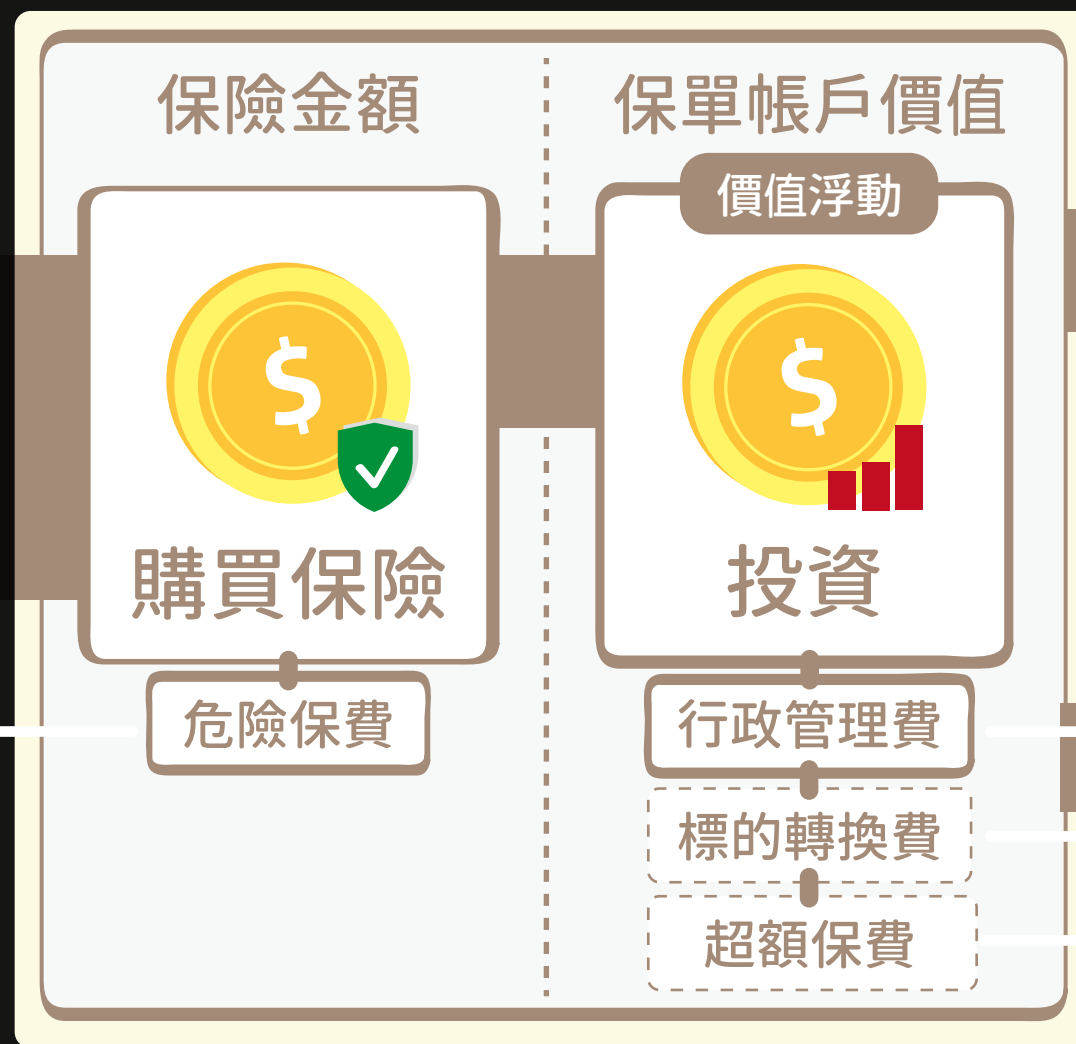 保險金額
購買保險
危險保費
保單帳戶價值
價值浮動
投資
行政管理費
標的轉換費
超額保費